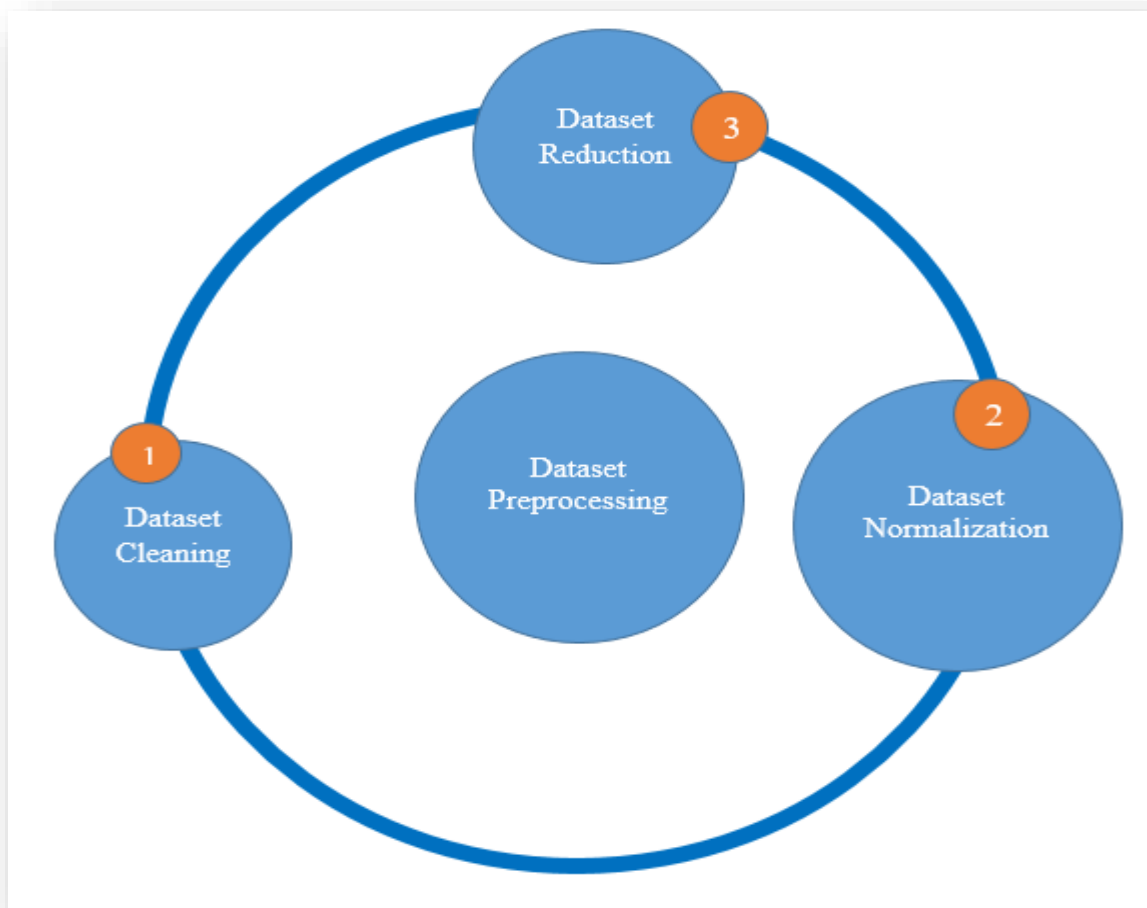 Dataset
Reduction
3
1
Dataset
Cleaning
Dataset
Preprocessing
2
Dataset
Normalization